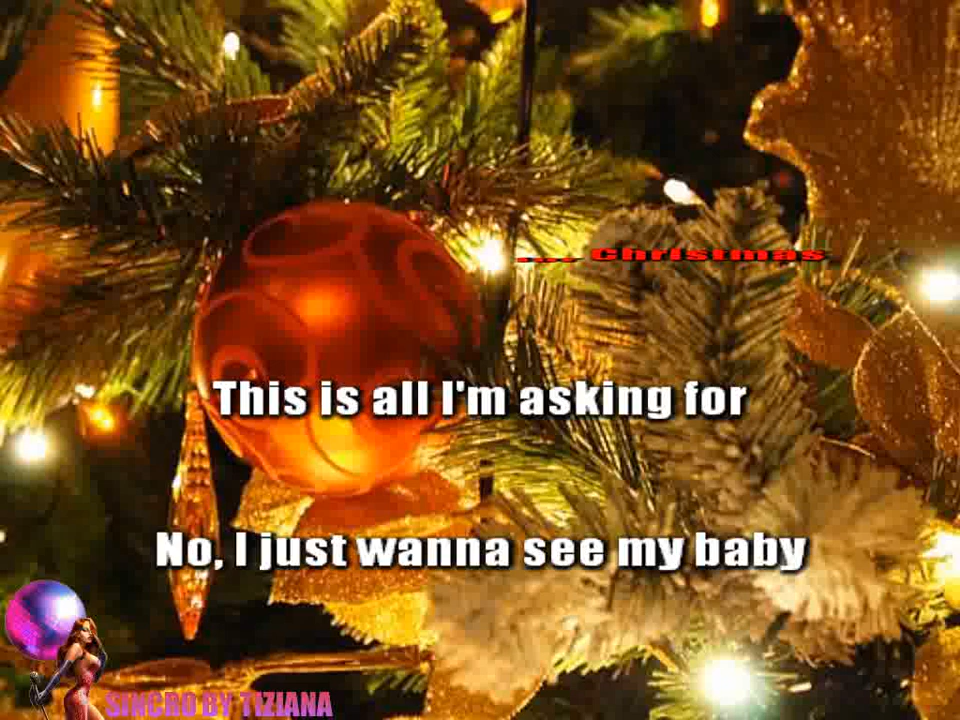 ... Christmas
This is all I'm asking for
No, I just wanna see my baby
SINCRO BY TIZIANA